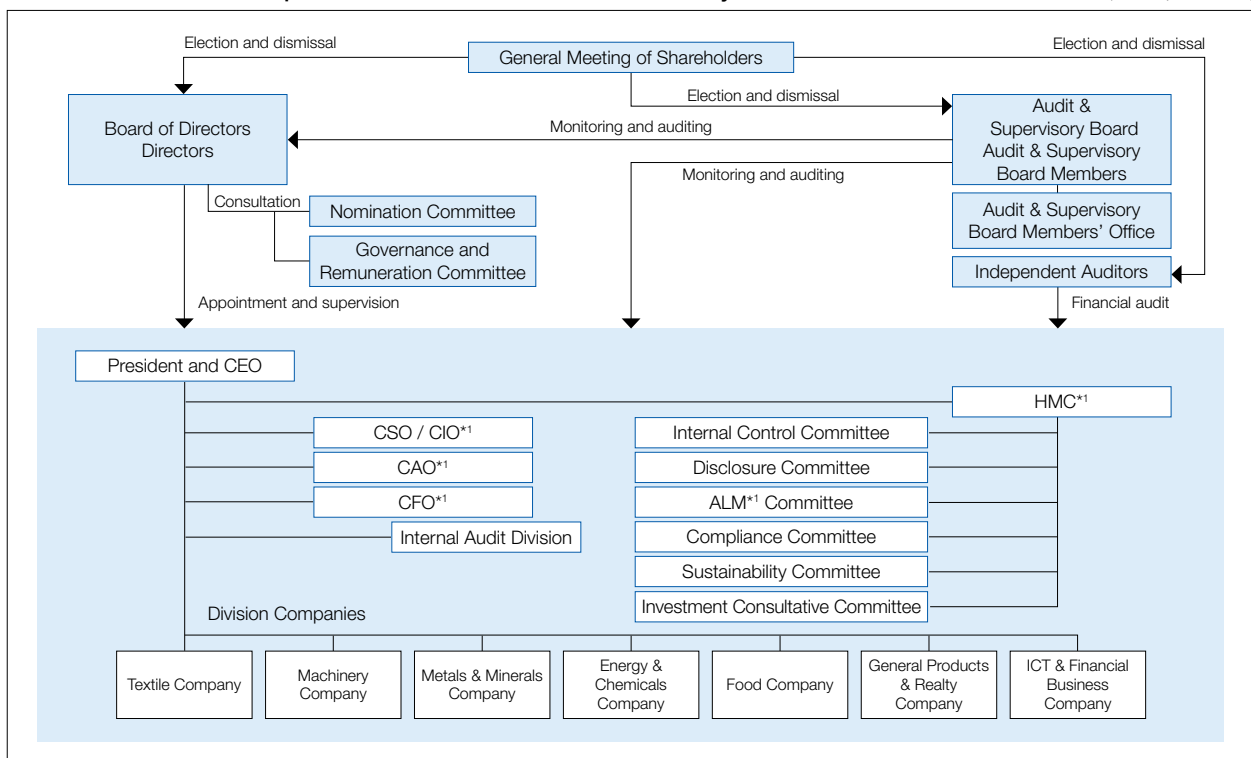 Election and dismissal
General Meeting of Shareholders
Election and dismissal
Election and dismissal
Board of Directors
Directors
Monitoring and auditing
Audit &
Supervisory Board
Audit & Supervisory
Board Members
Monitoring and auditing
Consultation
Nomination Committee
Audit & Supervisory
Board Members' Office
Governance and
Remuneration Committee
Independent Auditors
Appointment and supervision
Financial audit
President and CEO
HMC*1
CSO / CIO*1
Internal Control Committee
CAO*1
Disclosure Committee
CFO*1
ALM*1 Committee
Internal Audit Division
Compliance Committee
Sustainability Committee
Investment Consultative Committee
Division Companies
Textile Company
Machinery
Company
Metals & Minerals
Company
Energy &
Chemicals
Company
Food Company
General Products
& Realty
Company
ICT & Financial
Business
Company